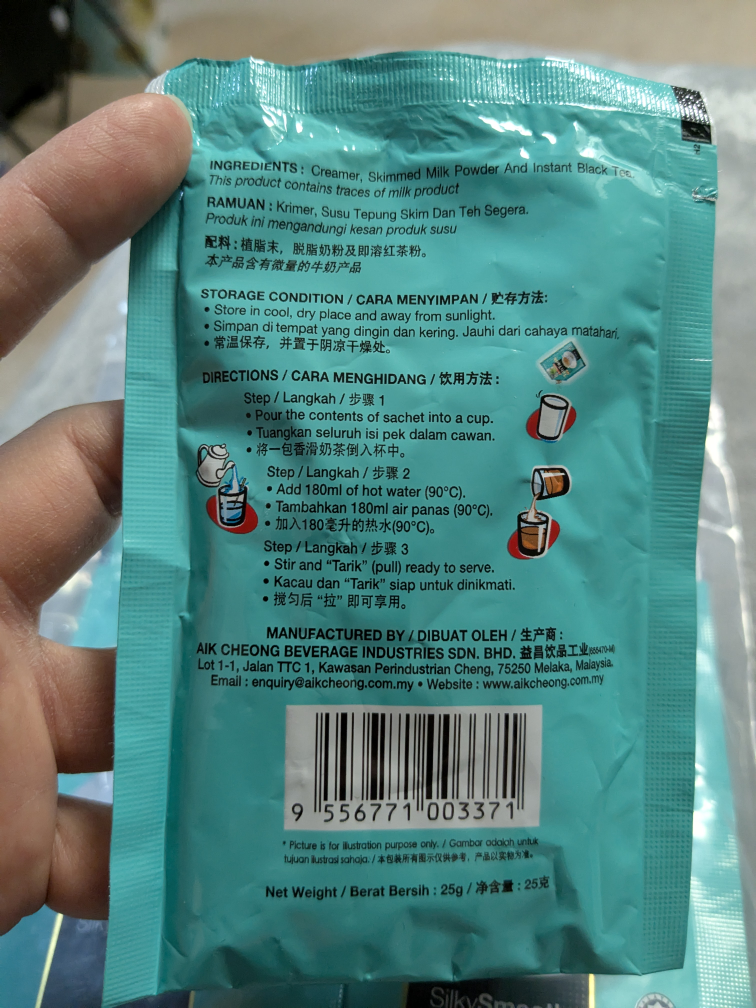 INGREDIENTS : Creamer, Skimmed Milk Powder And Instant Black Tea.
This product contains traces of milk product
RAMUAN : Krimer, Susu Tepung Skim Dan Teh Segera.
Produk ini mengandungi kesan produk susu
配料 : 植脂末，脱脂奶粉及即溶红茶粉。
本产品含有微量的牛奶产品
STORAGE CONDITION / CARA MENYIMPAN / 贮存方法:
• Store in cool, dry place and away from sunlight.
• Simpan di tempat yang dingin dan kering. Jauhi dari cahaya matahari.
• 常温保存，并置于阴凉干燥处。
DIRECTIONS / CARA MENGHIDANG / 饮用方法 :
Step / Langkah / 步骤 1
• Pour the contents of sachet into a cup.
• Tuangkan seluruh isi pek dalam cawan.
• 将一包香滑奶茶倒入杯中。
Step / Langkah / 步骤 2
• Add 180ml of hot water (90°C).
• Tambahkan 180ml air panas (90°C).
• 加入180毫升的热水(90°C)。
Step / Langkah / 步骤 3
• Stir and “Tarik” (pull) ready to serve.
• Kacau dan “Tarik” siap untuk dinikmati.
• 搅匀后 “拉” 即可享用。
MANUFACTURED BY / DIBUAT OLEH / 生产商 :
AIK CHEONG BEVERAGE INDUSTRIES SDN. BHD. 益昌饮品工业(656470-M)
Lot 1-1, Jalan TTC 1, Kawasan Perindustrian Cheng, 75250 Melaka, Malaysia.
Email : enquiry@aikcheong.com.my • Website : www.aikcheong.com.my
9 556771 003371
* Picture is for illustration purpose only. / Gambar adalah untuk
tujuan ilustrasi sahaja. / 本包装所有图示仅供参考，产品以实物为准。
Net Weight / Berat Bersih : 25g / 净含量 : 25克